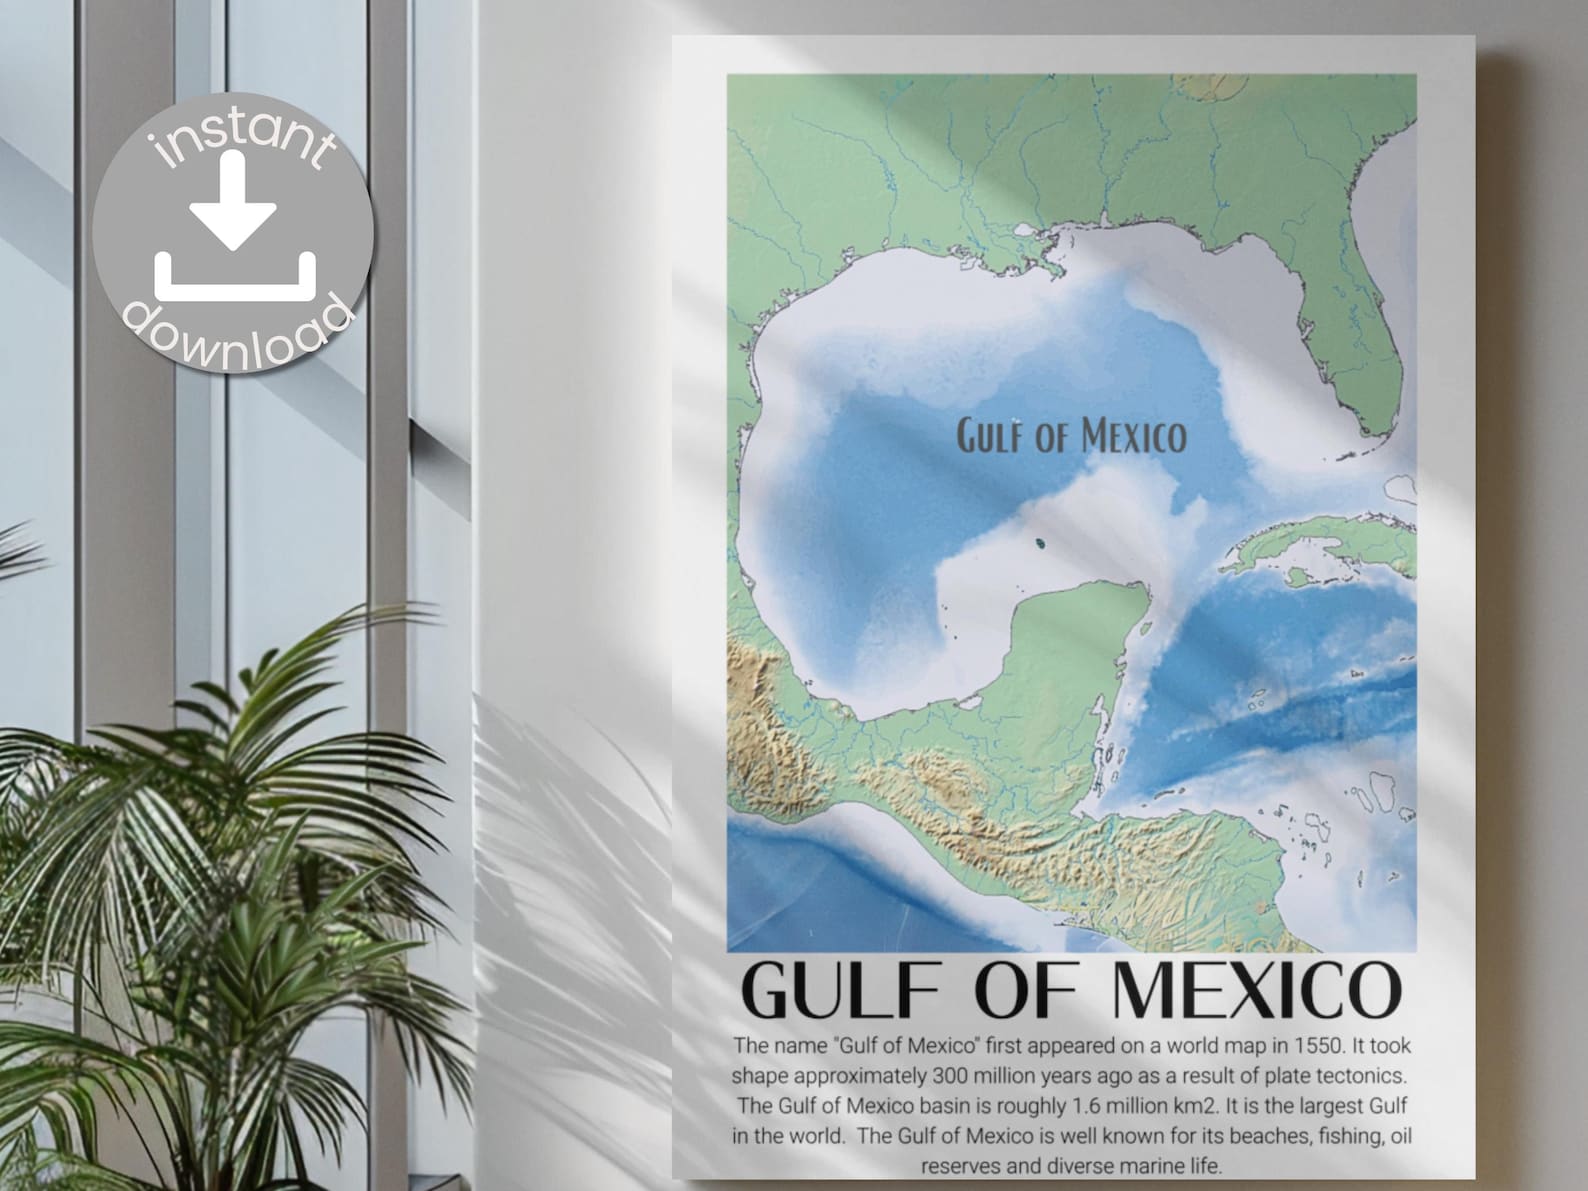 instant
download
Gulf of Mexico
GULF OF MEXICO
The name "Gulf of Mexico" first appeared on a world map in 1550. It took
shape approximately 300 million years ago as a result of plate tectonics.
The Gulf of Mexico basin is roughly 1.6 million km2. It is the largest Gulf
in the world.  The Gulf of Mexico is well known for its beaches, fishing, oil
reserves and diverse marine life.